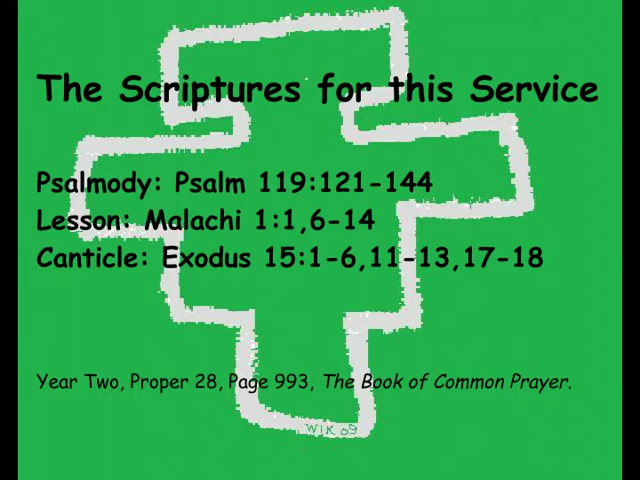 The Scriptures for this Service
Psalmody: Psalm 119:121-144
Lesson: Malachi 1:1,6-14
Canticle: Exodus 15:1-6,11-13,17-18
Year Two, Proper 28, Page 993, The Book of Common Prayer.
WIK 09